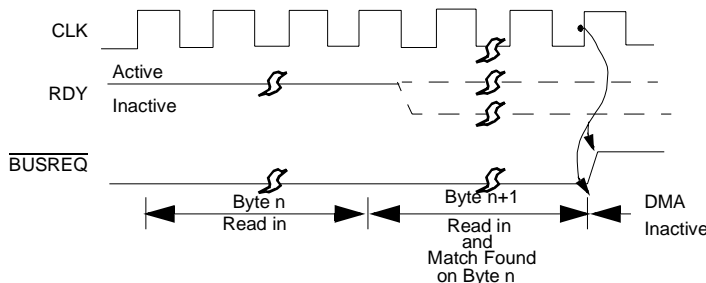 CLK
Active
RDY
Inactive
BUSREQ
Byte n
Read in
Byte n+1
Read in
and
Match Found
on Byte n
DMA
Inactive